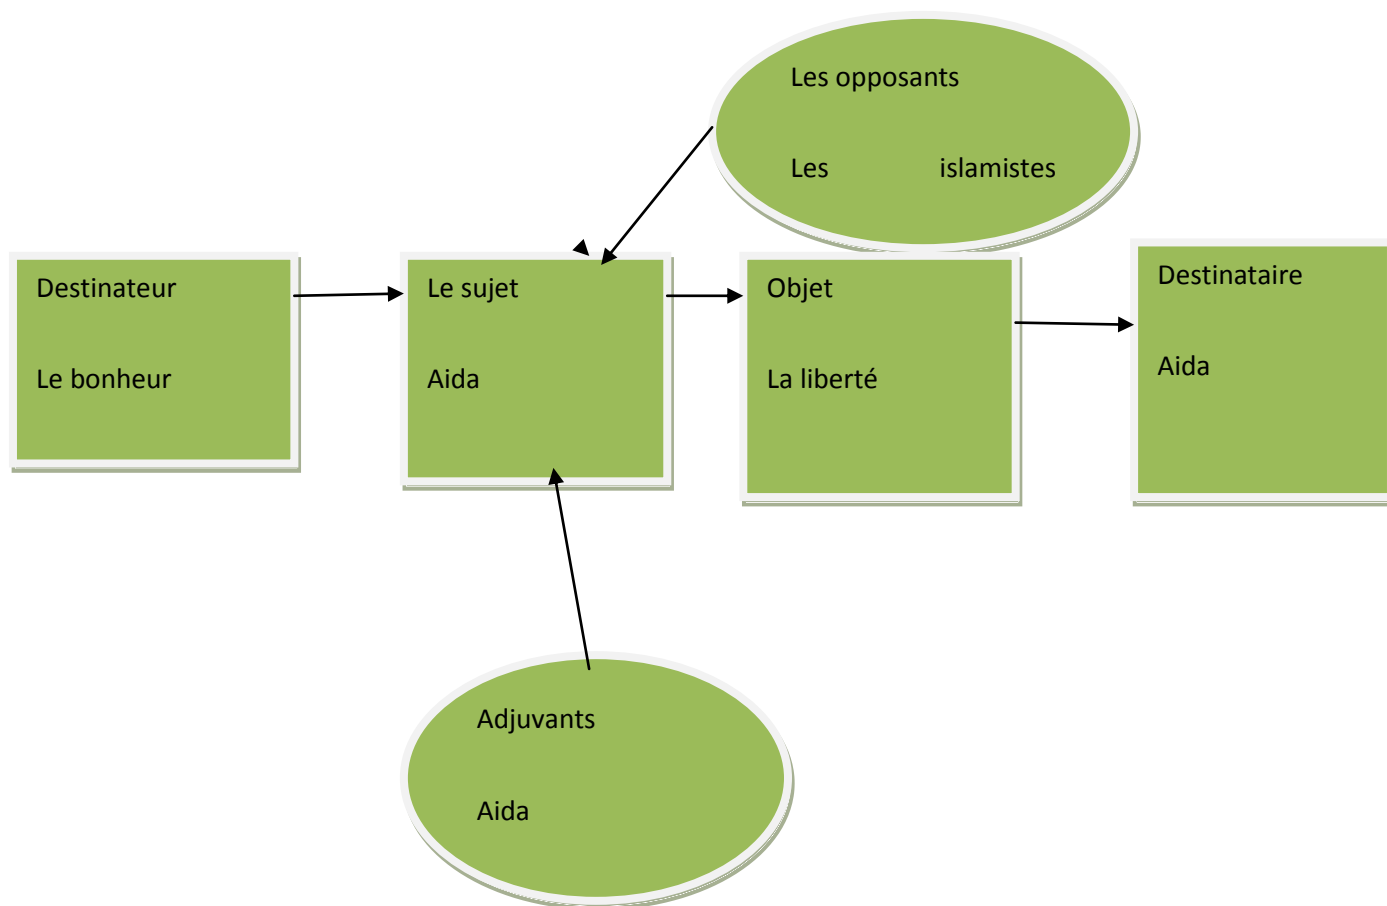 Les opposants
Les islamistes
Destinateur
Le bonheur
Le sujet
Aida
Objet
La liberté
Destinataire
Aida
Adjuvants
Aida